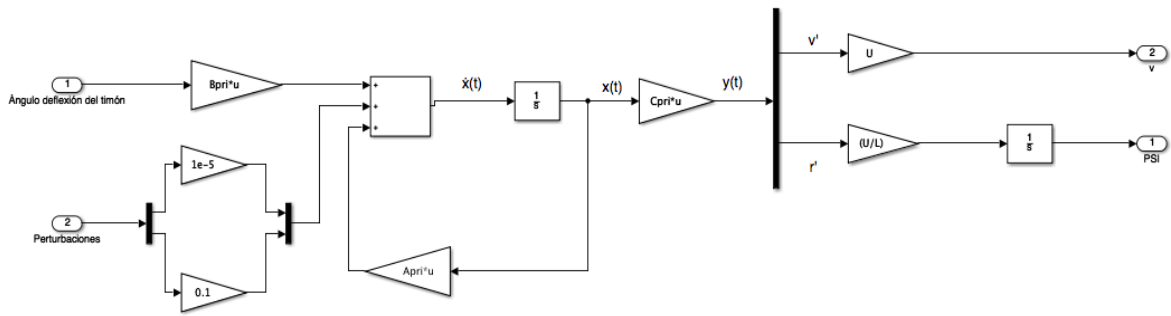 1
Ángulo deflexión del timón
Bpri*u
+
+
+
ẋ(t)
1
s
x(t)
Cpri*u
y(t)
v'
U
2
v
r'
(U/L)
1
s
1
PSI
2
Perturbaciones
1e-5
0.1
Apri*u